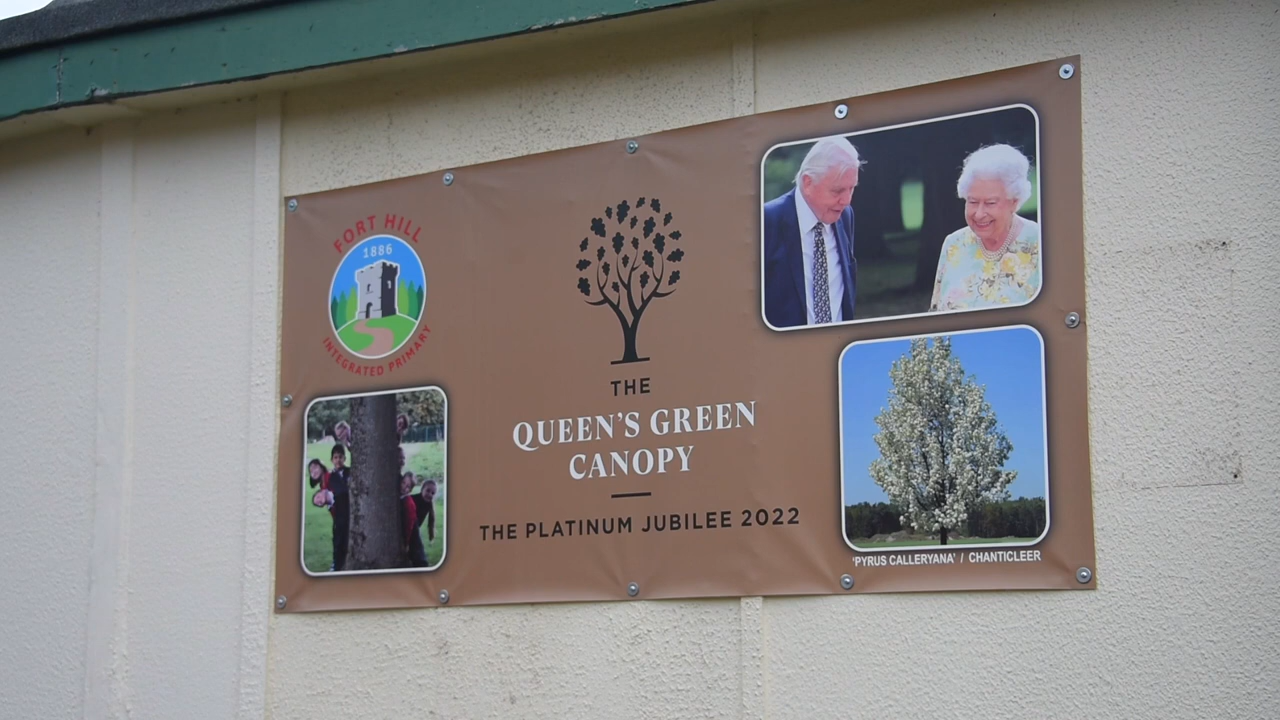 FORT HILL
1886
INTEGRATED PRIMARY
THE
QUEEN'S GREEN
CANOPY
THE PLATINUM JUBILEE 2022
'PYRUS CALLERYANA' / CHANTICLEER